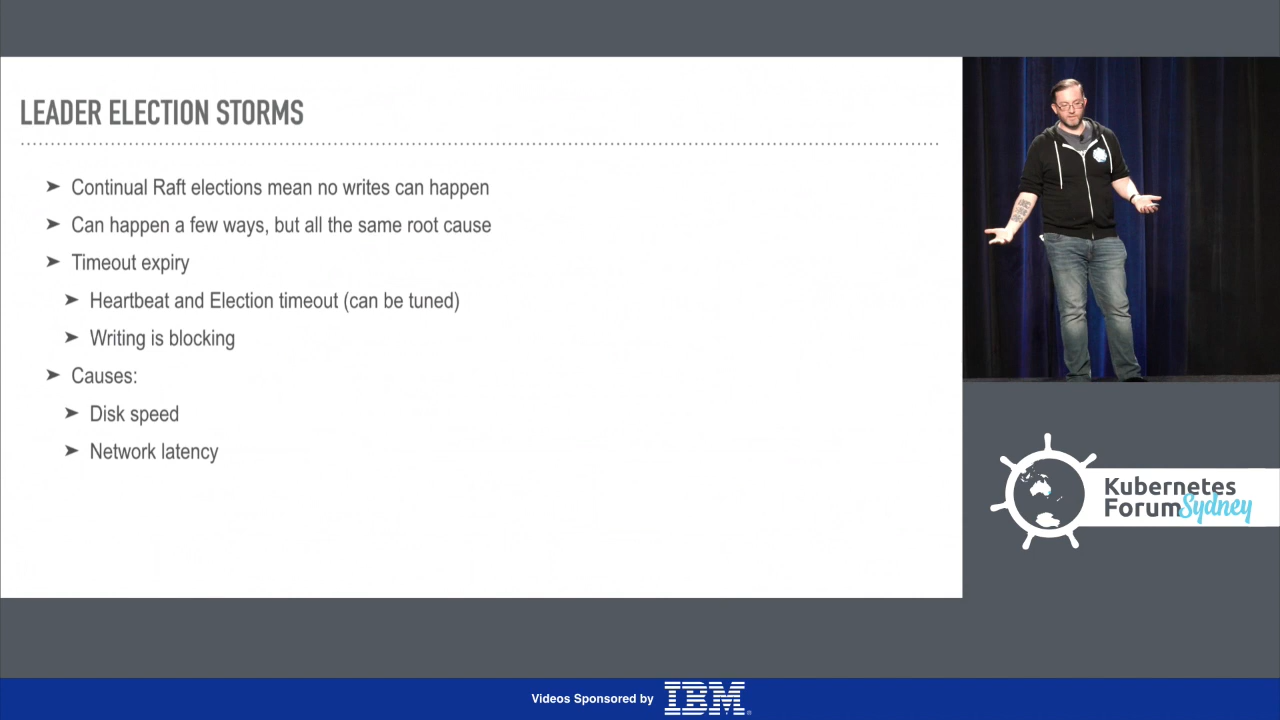 LEADER ELECTION STORMS
Continual Raft elections mean no writes can happen
Can happen a few ways, but all the same root cause
Timeout expiry
Heartbeat and Election timeout (can be tuned)
Writing is blocking
Causes:
Disk speed
Network latency
Kubernetes
Forum Sydney
Videos Sponsored by IBM